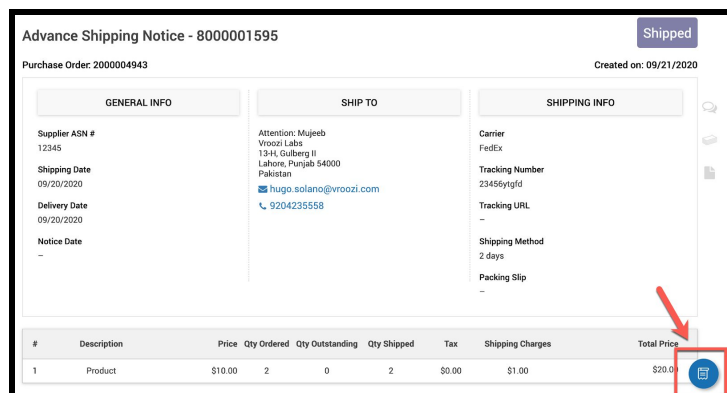 Advance Shipping Notice - 8000001595
Shipped
Purchase Order: 2000004943
Created on: 09/21/2020
GENERAL INFO
Supplier ASN #
12345
Shipping Date
09/20/2020
Delivery Date
09/20/2020
Notice Date
–
SHIP TO
Attention: Mujeeb
Vroozi Labs
13-H, Gulberg II
Lahore, Punjab 54000
Pakistan
hugo.solano@vroozi.com
9204235558
SHIPPING INFO
Carrier
FedEx
Tracking Number
23456ytgfd
Tracking URL
–
Shipping Method
2 days
Packing Slip
–
# Description Price Qty Ordered Qty Outstanding Qty Shipped Tax Shipping Charges Total Price
1 Product $10.00 2 0 2 $0.00 $1.00 $20.00